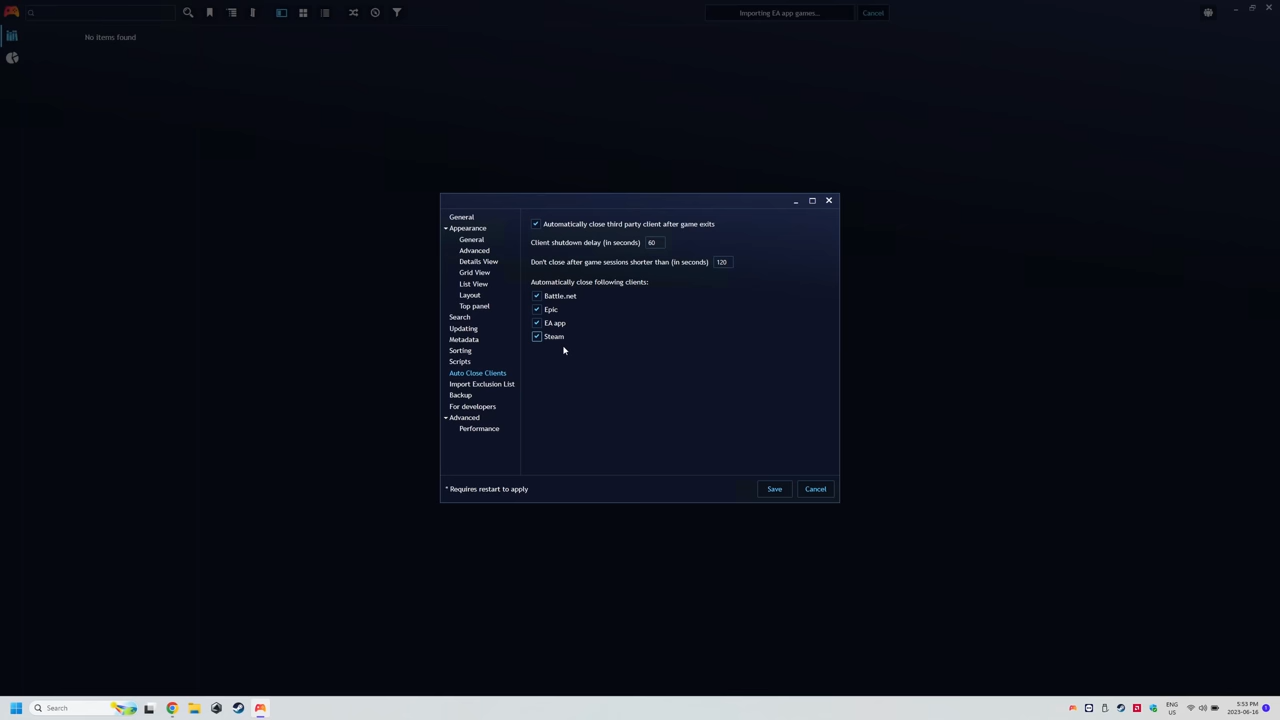 Importing EA app games...
Cancel
No items found
General
Appearance
General
Advanced
Details View
Grid View
List View
Layout
Top panel
Search
Updating
Metadata
Sorting
Scripts
Auto Close Clients
Import Exclusion List
Backup
For developers
Advanced
Performance
Automatically close third party client after game exits
Client shutdown delay (in seconds) 60
Don't close after game sessions shorter than (in seconds) 120
Automatically close following clients:
Battle.net
Epic
EA app
Steam
* Requires restart to apply
Save
Cancel
Search
ENG
US
5:53 PM
2023-06-16